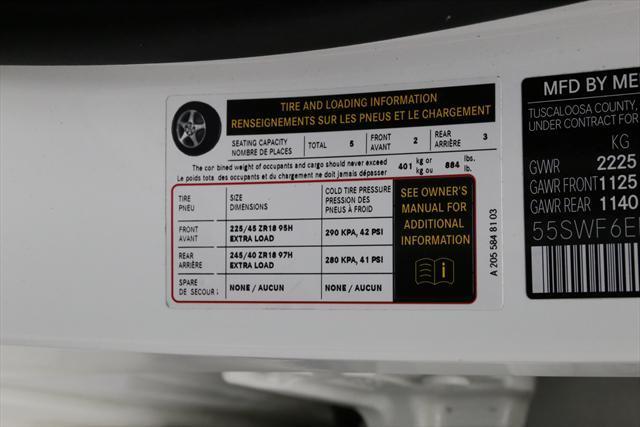 TIRE AND LOADING INFORMATION
RENSEIGNEMENTS SUR LES PNEUS ET LE CHARGEMENT
SEATING CAPACITY
NOMBRE DE PLACES
TOTAL 5
FRONT
AVANT
2
REAR
ARRIÈRE
3
The combined weight of occupants and cargo should never exceed
Le poids total des occupants et du chargement ne doit jamais dépasser
401 kg or
kg ou
884 lbs.
lb.
TIRE
PNEU
SIZE
DIMENSIONS
COLD TIRE PRESSURE
PRESSION DES
PNEUS À FROID
FRONT
AVANT
225/45 ZR18 95H
EXTRA LOAD
290 KPA, 42 PSI
REAR
ARRIÈRE
245/40 ZR18 97H
EXTRA LOAD
280 KPA, 41 PSI
SPARE
DE SECOURS
NONE / AUCUN
NONE / AUCUN
SEE OWNER'S
MANUAL FOR
ADDITIONAL
INFORMATION
i
A 205 584 81 03
MFD BY ME
TUSCALOOSA COUNTY,
UNDER CONTRACT FOR
KG
GVWR 2225
GAWR FRONT 1125
GAWR REAR 1140
55SWF6E